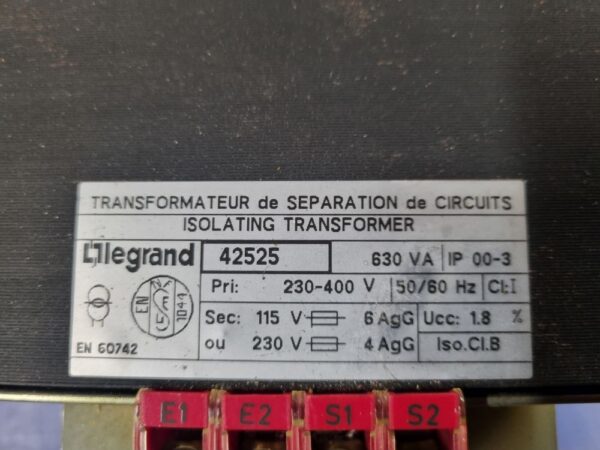 TRANSFORMATEUR de SEPARATION de CIRCUITS
ISOLATING TRANSFORMER
legrand 42525 630 VA IP 00-3
Pri: 230-400 V 50/60 Hz Cl:I
EN 1044
Sec: 115 V 6 AgG Ucc: 1.8 %
EN 60742 ou 230 V 4 AgG Iso.Cl.B
E1 E2 S1 S2